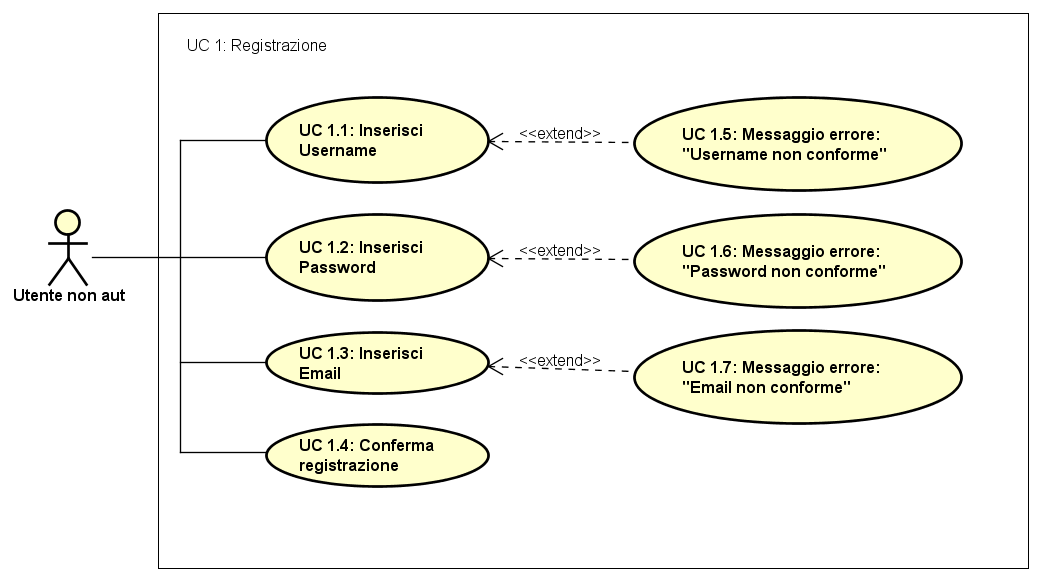 UC 1: Registrazione
UC 1.1: Inserisci
Username
<<extend>>
UC 1.5: Messaggio errore:
"Username non conforme"
UC 1.2: Inserisci
Password
<<extend>>
UC 1.6: Messaggio errore:
"Password non conforme"
Utente non aut
UC 1.3: Inserisci
Email
<<extend>>
UC 1.7: Messaggio errore:
"Email non conforme"
UC 1.4: Conferma
registrazione